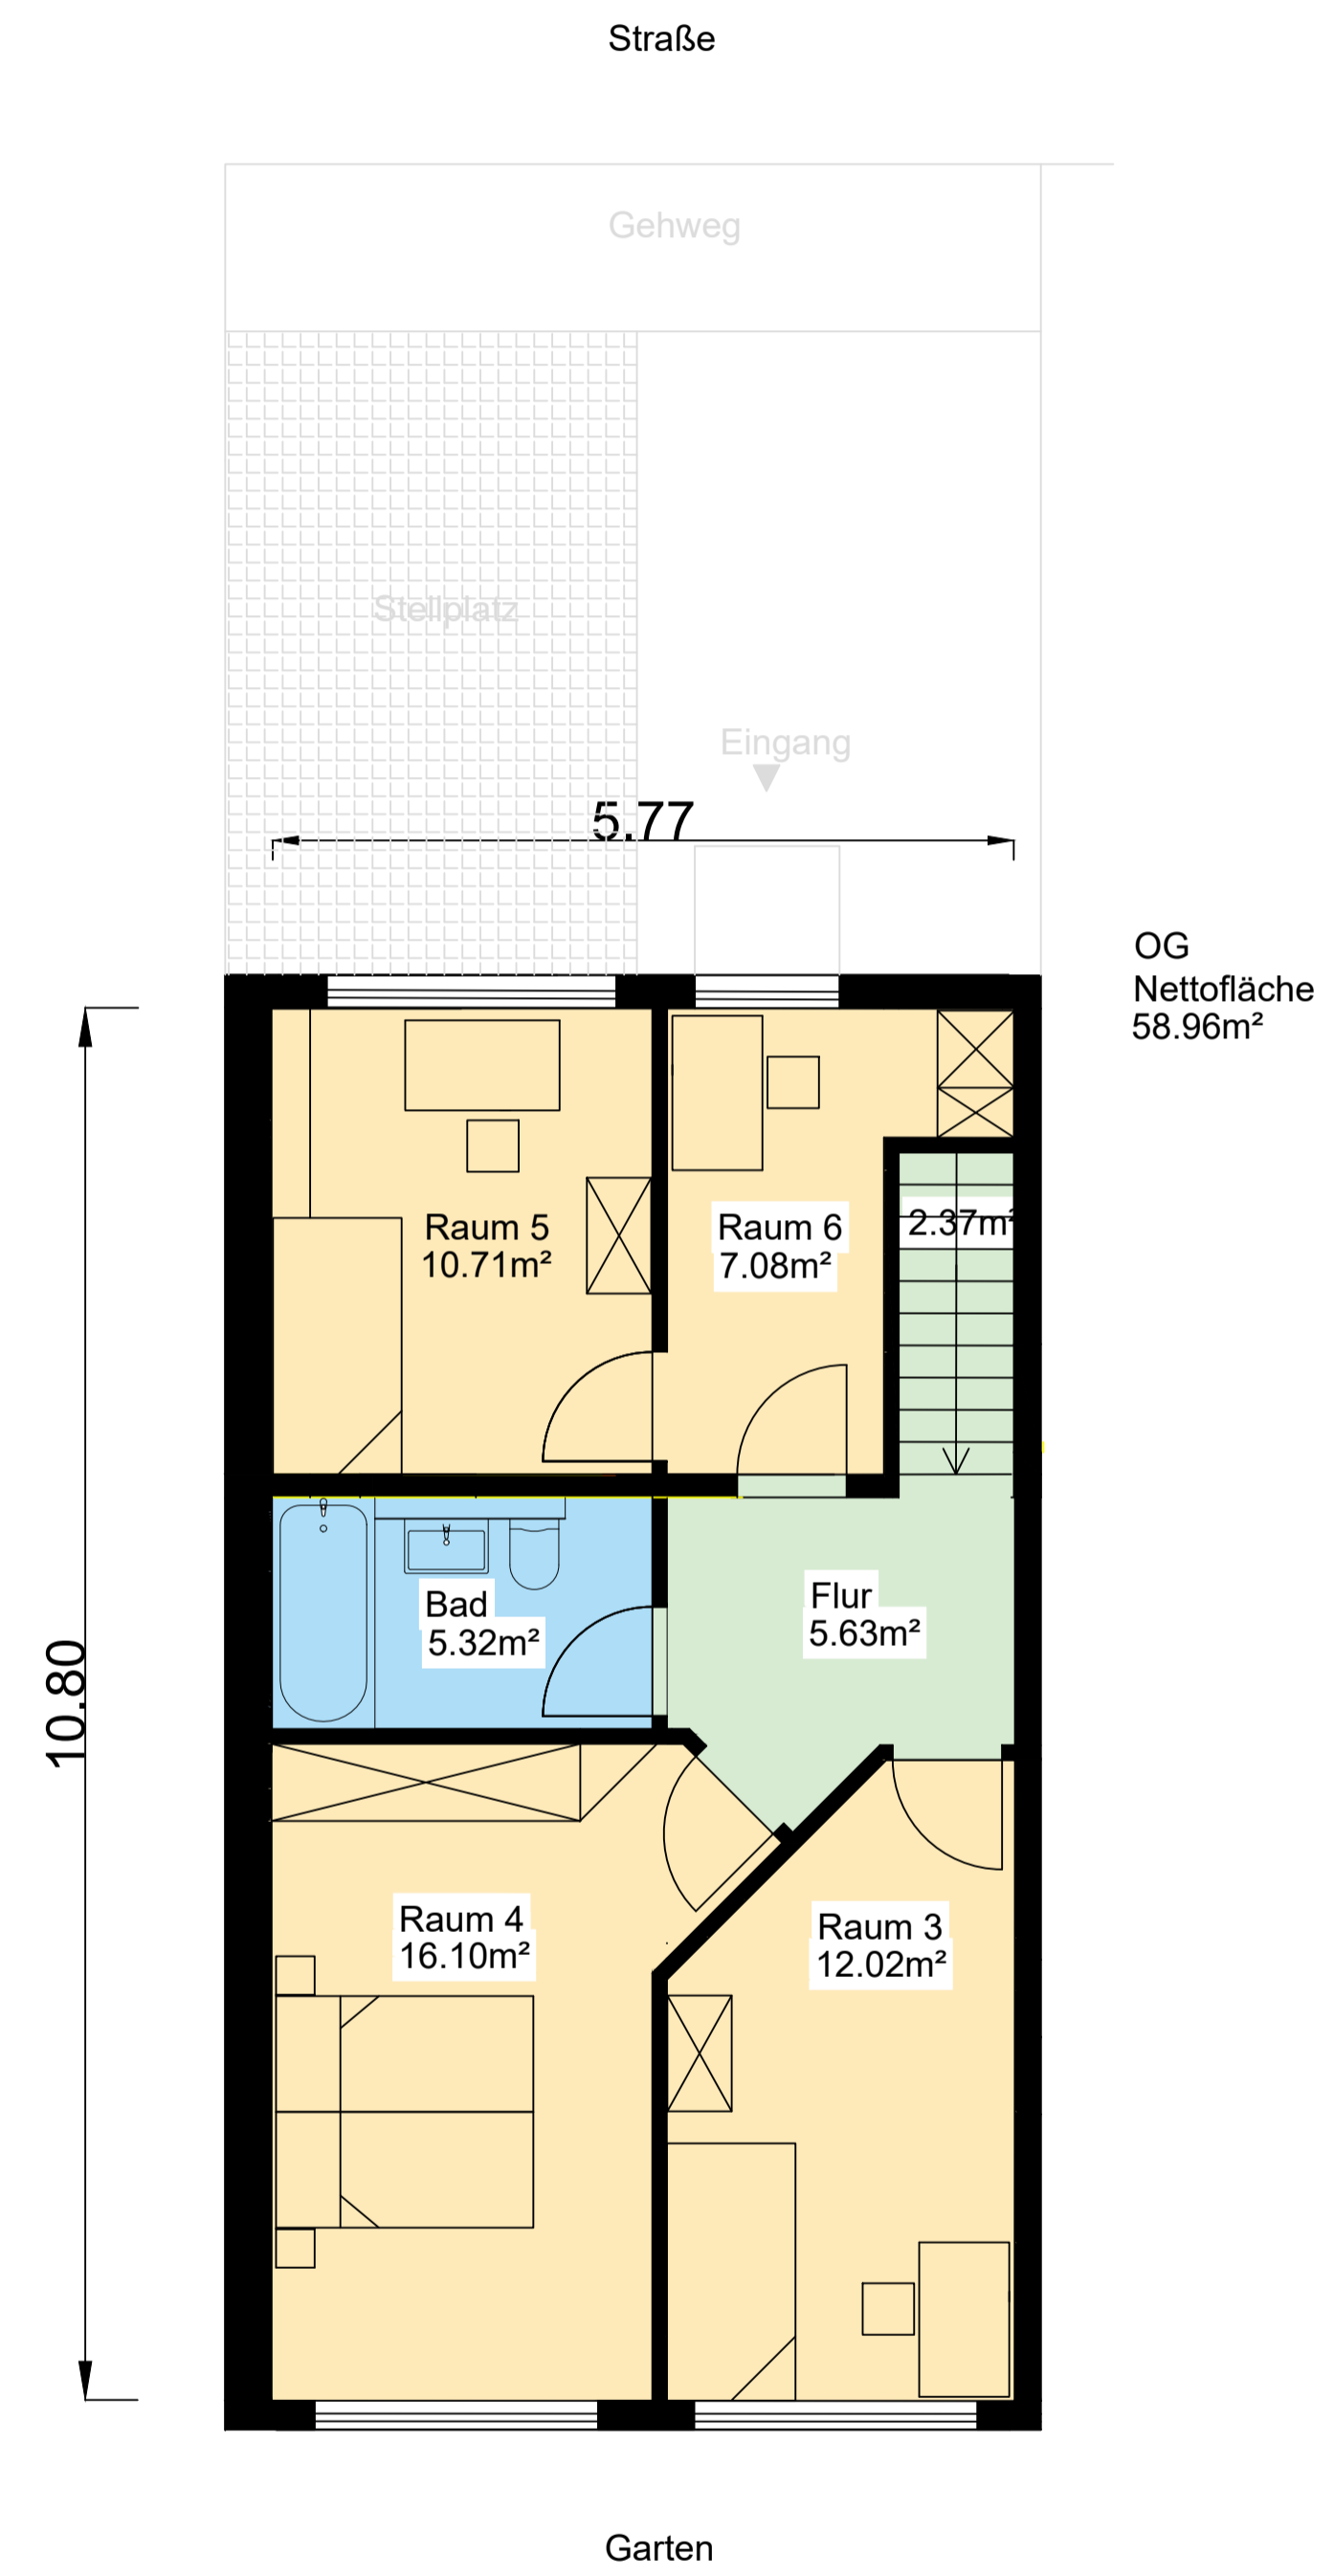 Straße
Gehweg
Stellplatz
Eingang
5.77
OG
Nettofläche
58.96m²
Raum 5
10.71m²
Raum 6
7.08m²
2.37m²
Bad
5.32m²
Flur
5.63m²
10.80
Raum 4
16.10m²
Raum 3
12.02m²
Garten